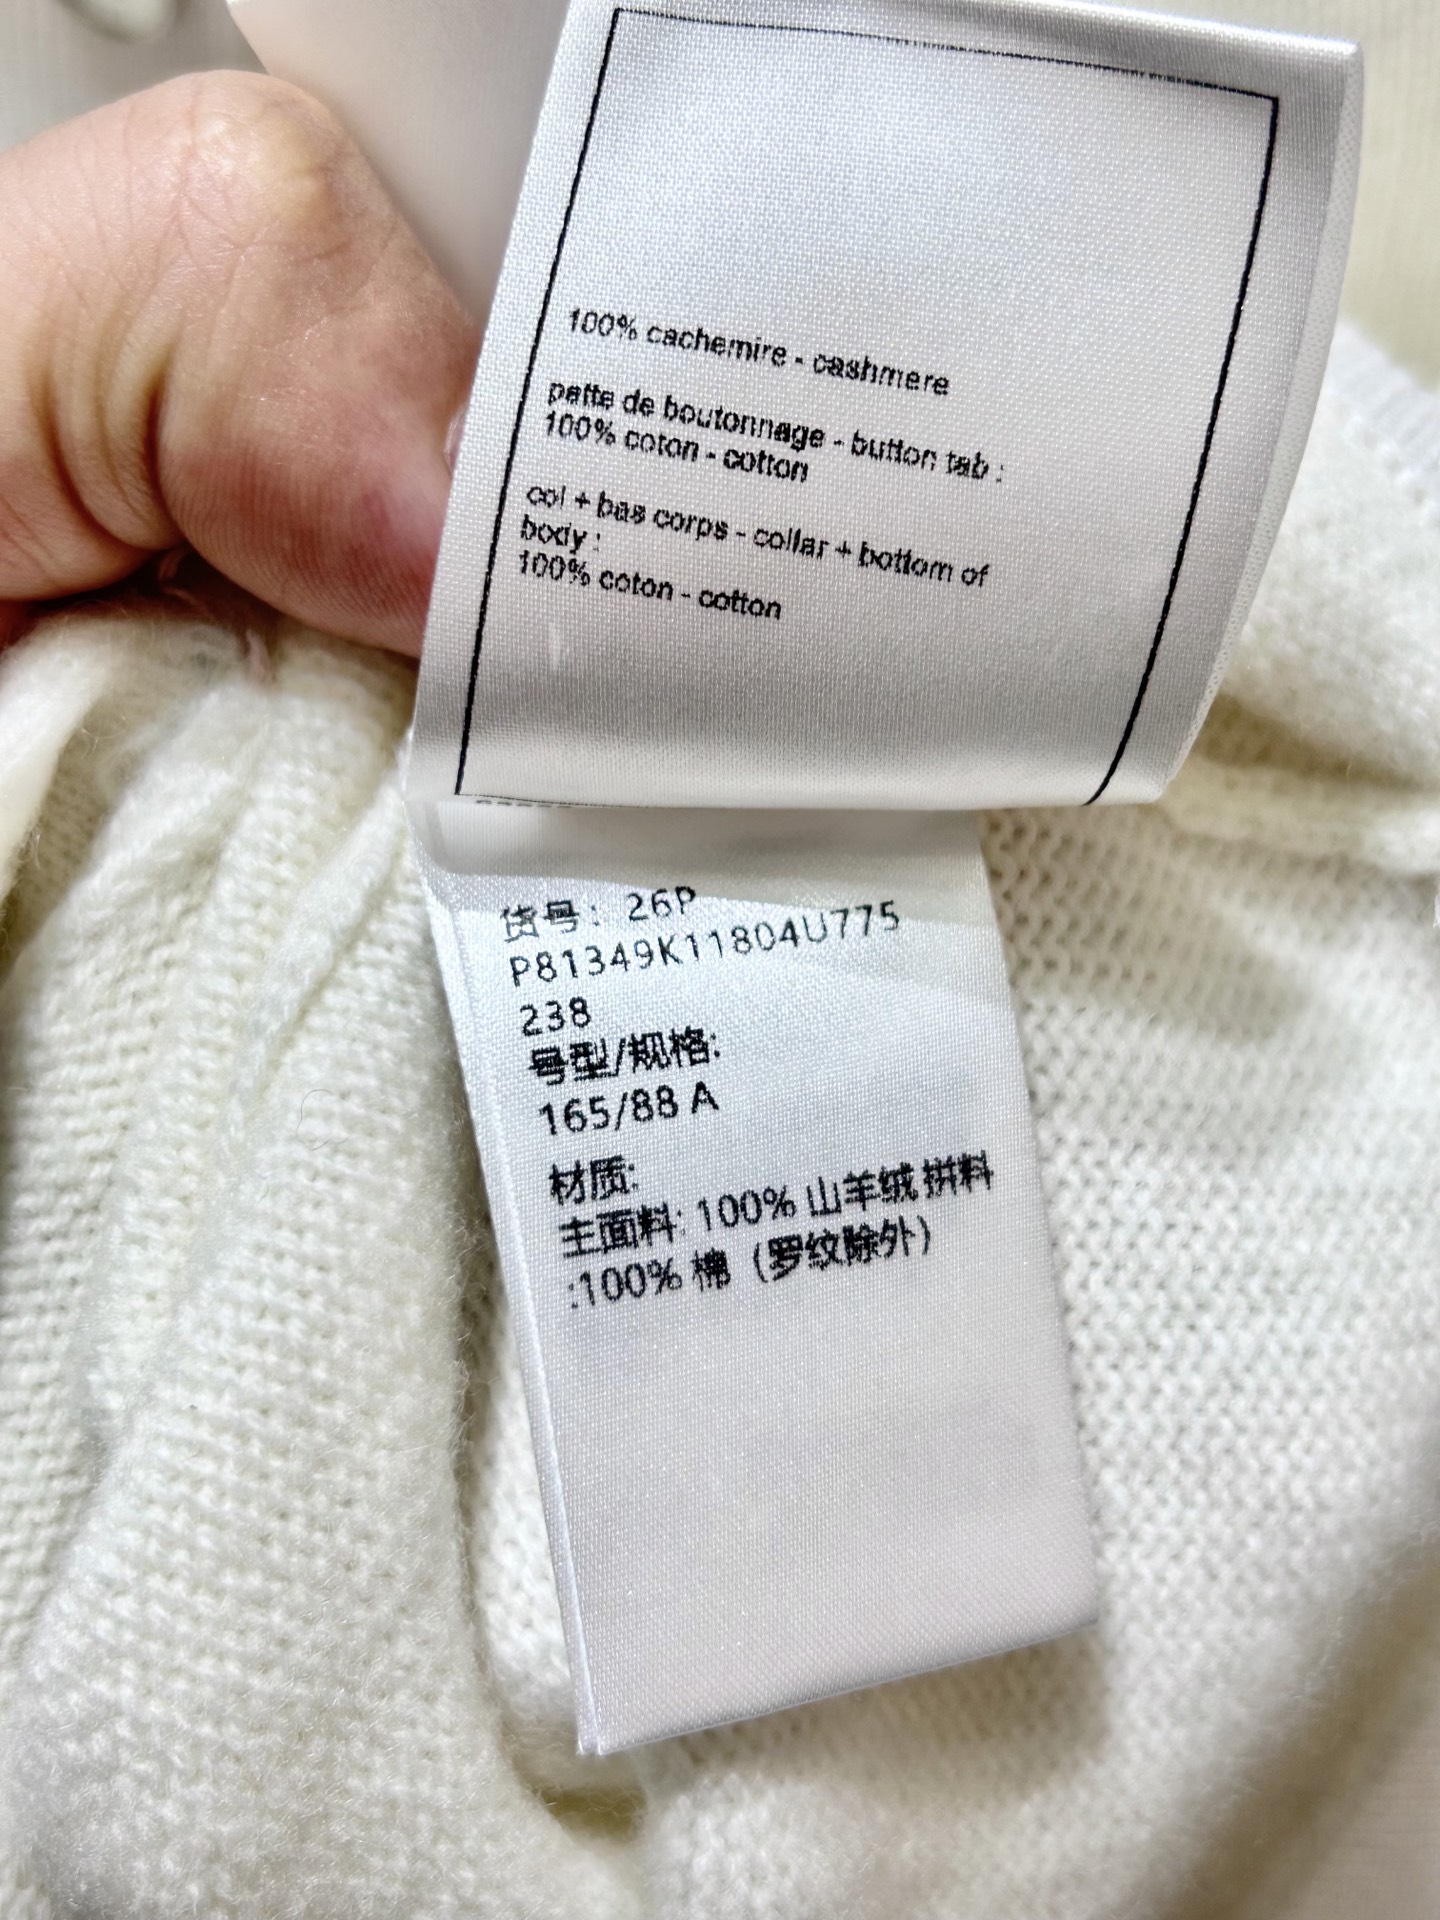 100% cachemire - cashmere
patte de boutonnage - button tab :
100% coton - cotton
col + bas corps - collar + bottom of
body :
100% coton - cotton
货号：26P
P81349K11804U775
238
号型/规格:
165/88 A
材质:
主面料: 100% 山羊绒 拼料
:100% 棉（罗纹除外）